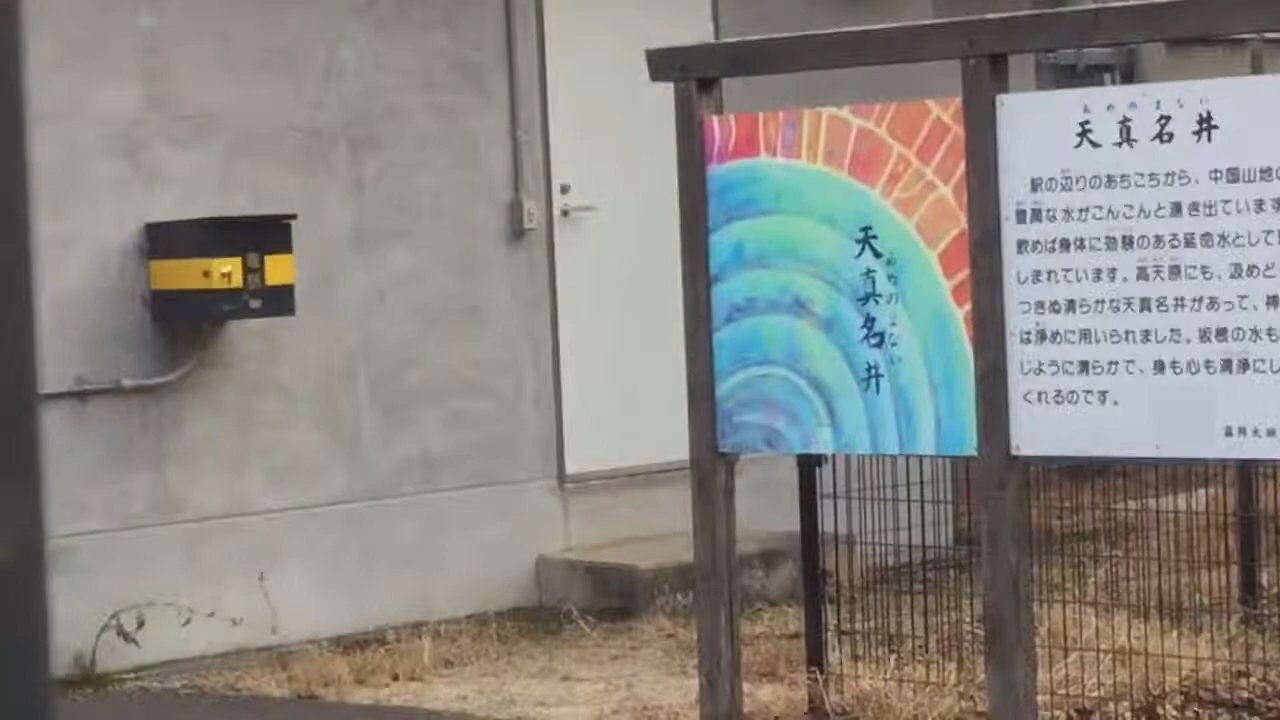 天真名井
あめのまない
あめのまない
天真名井
駅の辺りのあちこちから、中国山地の
豊潤な水がこんこんと湧き出ています
飲めば身体に効験のある延命水として
しまれています。高天原にも、汲めど
つきぬ清らかな天真名井があって、神
は浄めに用いられました。坂根の水も
じように清らかで、身も心も清浄にし
くれるのです。